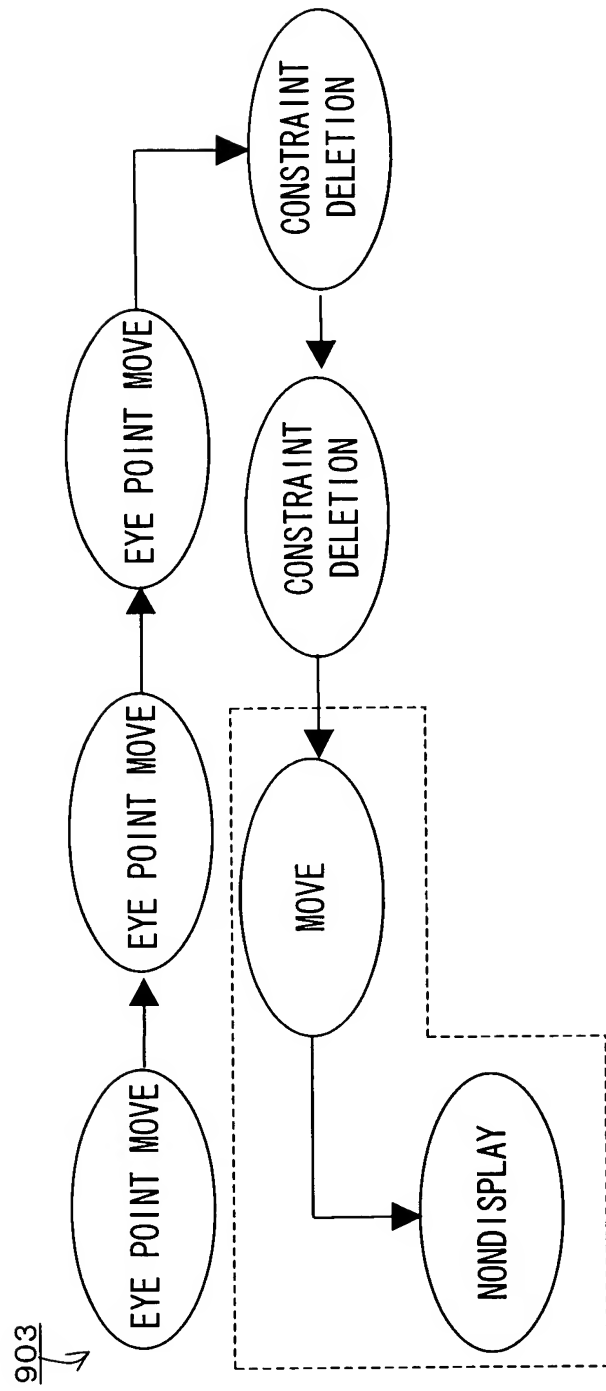 903
EYE POINT MOVE
EYE POINT MOVE
EYE POINT MOVE
CONSTRAINT
DELETION
CONSTRAINT
DELETION
MOVE
NONDISPLAY